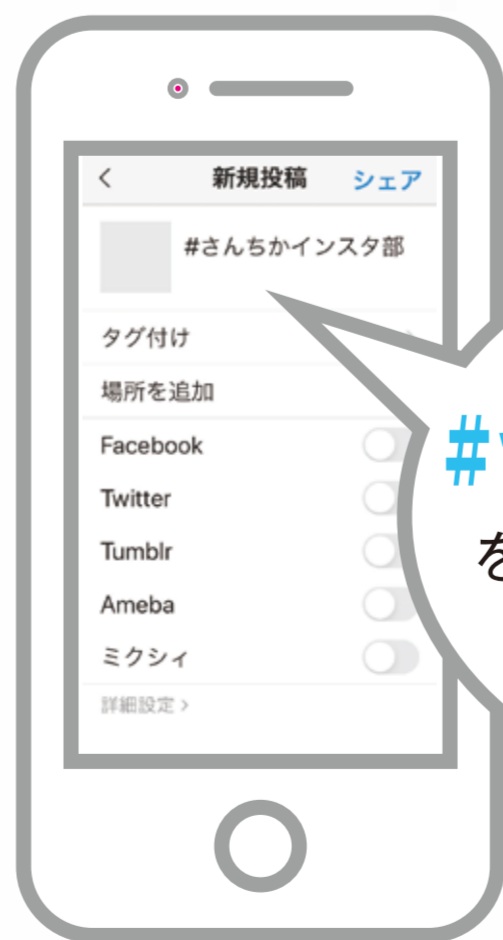 < 新規投稿 シェア
#さんちかインスタ部
タグ付け
場所を追加
Facebook
Twitter
Tumblr
Ameba
ミクシィ
詳細設定 >
#
を